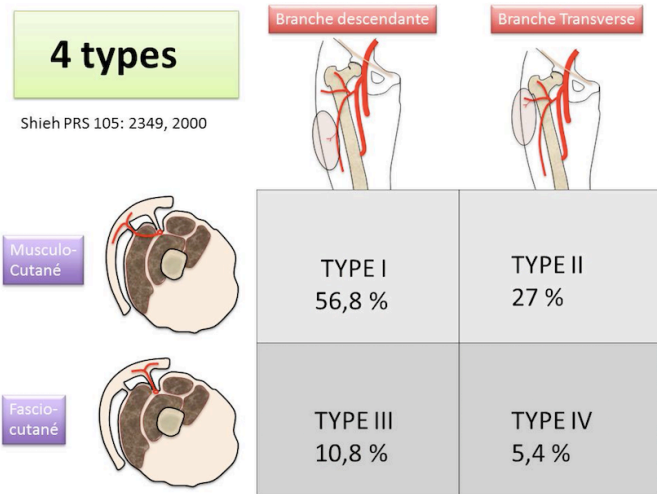 Branche descendante
Branche Transverse
4 types
Shieh PRS 105: 2349, 2000
Musculo-
Cutané
TYPE I
56,8 %
TYPE II
27 %
Fascio-
cutané
TYPE III
10,8 %
TYPE IV
5,4 %